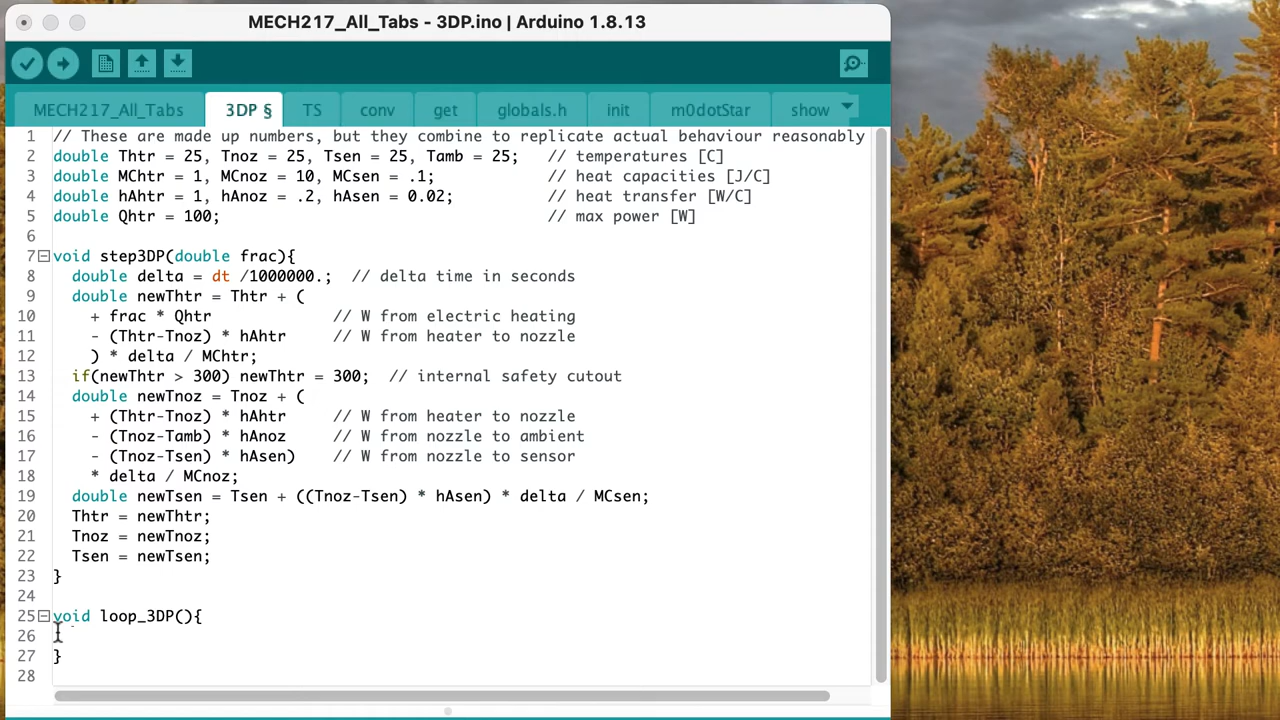 MECH217_All_Tabs - 3DP.ino | Arduino 1.8.13
MECH217_All_Tabs 3DP § TS conv get globals.h init m0dotStar show
1 // These are made up numbers, but they combine to replicate actual behaviour reasonably
2 double Thtr = 25, Tnoz = 25, Tsen = 25, Tamb = 25; // temperatures [C]
3 double MChtr = 1, MCnoz = 10, MCsen = .1; // heat capacities [J/C]
4 double hAhtr = 1, hAnoz = .2, hAsen = 0.02; // heat transfer [W/C]
5 double Qhtr = 100; // max power [W]
6
7 void step3DP(double frac){
8 double delta = dt /1000000.; // delta time in seconds
9 double newThtr = Thtr + (
10 + frac * Qhtr // W from electric heating
11 - (Thtr-Tnoz) * hAhtr // W from heater to nozzle
12 ) * delta / MChtr;
13 if(newThtr > 300) newThtr = 300; // internal safety cutout
14 double newTnoz = Tnoz + (
15 + (Thtr-Tnoz) * hAhtr // W from heater to nozzle
16 - (Tnoz-Tamb) * hAnoz // W from nozzle to ambient
17 - (Tnoz-Tsen) * hAsen) // W from nozzle to sensor
18 * delta / MCnoz;
19 double newTsen = Tsen + ((Tnoz-Tsen) * hAsen) * delta / MCsen;
20 Thtr = newThtr;
21 Tnoz = newTnoz;
22 Tsen = newTsen;
23 }
24
25 void loop_3DP(){
26
27 }
28